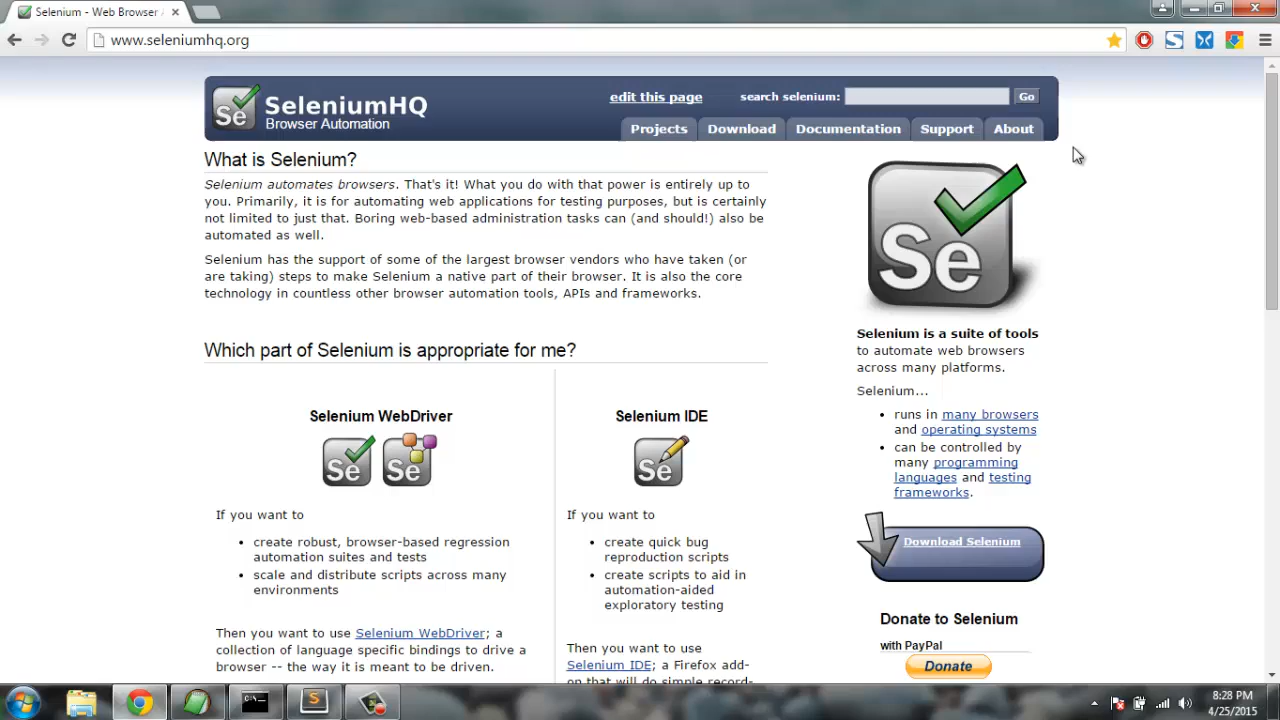 Selenium - Web Browser A
www.seleniumhq.org
Se
SeleniumHQ
Browser Automation
edit this page
search selenium:
Go
Projects
Download
Documentation
Support
About
What is Selenium?
Selenium automates browsers. That's it! What you do with that power is entirely up to
you. Primarily, it is for automating web applications for testing purposes, but is certainly
not limited to just that. Boring web-based administration tasks can (and should!) also be
automated as well.
Selenium has the support of some of the largest browser vendors who have taken (or
are taking) steps to make Selenium a native part of their browser. It is also the core
technology in countless other browser automation tools, APIs and frameworks.
Which part of Selenium is appropriate for me?
Selenium WebDriver
Se
Se
If you want to
• create robust, browser-based regression
automation suites and tests
• scale and distribute scripts across many
environments
Then you want to use Selenium WebDriver; a
collection of language specific bindings to drive a
browser -- the way it is meant to be driven.
Selenium IDE
Se
If you want to
• create quick bug
reproduction scripts
• create scripts to aid in
automation-aided
exploratory testing
Then you want to use
Selenium IDE; a Firefox add-
on that will do simple record-
Se
Selenium is a suite of tools
to automate web browsers
across many platforms.
Selenium...
• runs in many browsers
and operating systems
• can be controlled by
many programming
languages and testing
frameworks.
Download Selenium
Donate to Selenium
with PayPal
Donate
8:28 PM
4/25/2015